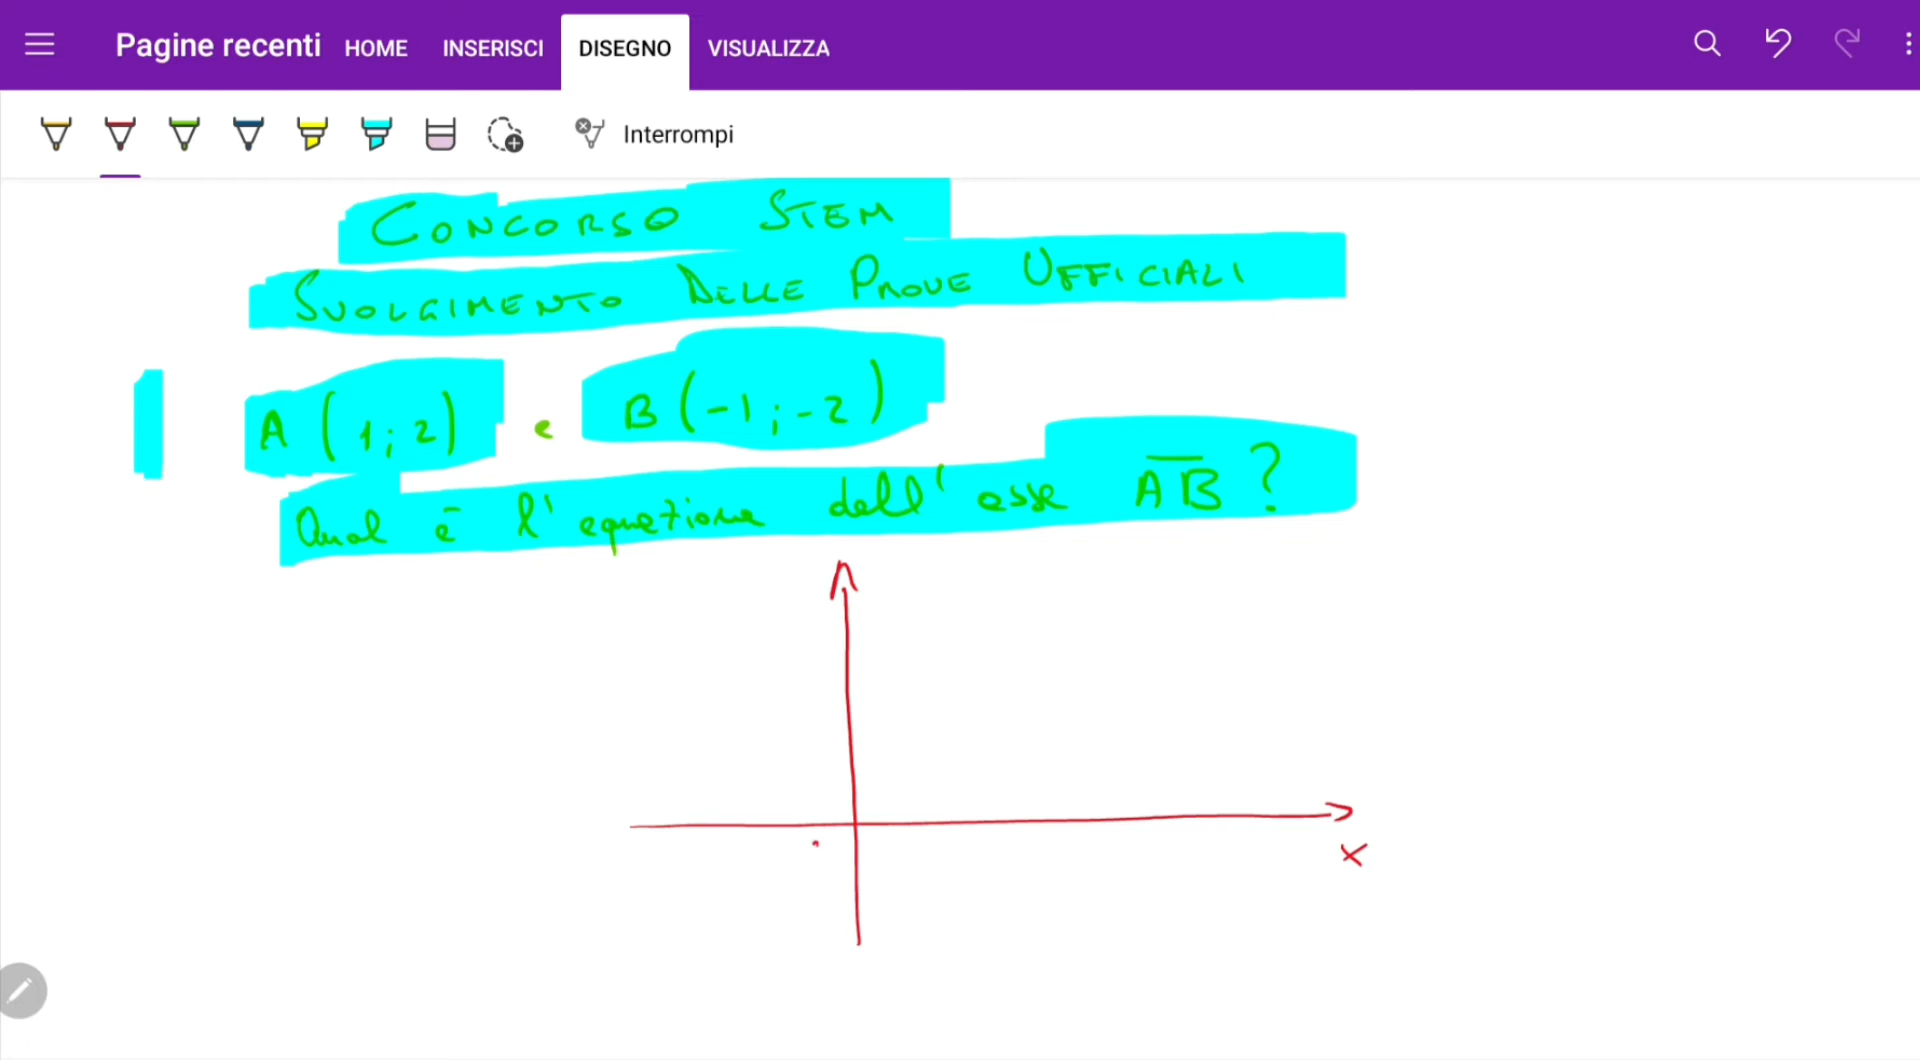 Pagine recenti HOME INSERISCI DISEGNO VISUALIZZA
Interrompi
CONCORSO STEM
SVOLGIMENTO DELLE PROVE UFFICIALI
1 A (1;2) e B (-1;-2)
Qual è l'equazione dell'asse AB?
x